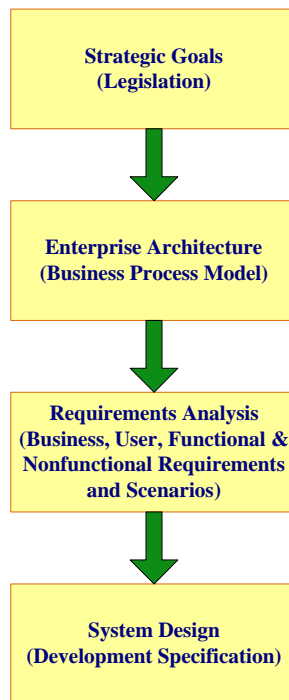 Strategic Goals
(Legislation)
Enterprise Architecture
(Business Process Model)
Requirements Analysis
(Business, User, Functional &
Nonfunctional Requirements
and Scenarios)
System Design
(Development Specification)